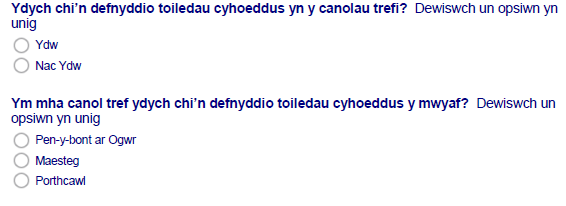 Ydych chi'n defnyddio toiledau cyhoeddus yn y canolau trefi? Dewiswch un opsiwn yn
unig
Ydw
Nac Ydw
Ym mha canol tref ydych chi'n defnyddio toiledau cyhoeddus y mwyaf? Dewiswch un
opsiwn yn unig
Pen-y-bont ar Ogwr
Maesteg
Porthcawl